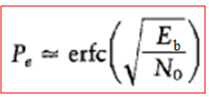 P_e ≃ erfc(√(E_b/N_0))